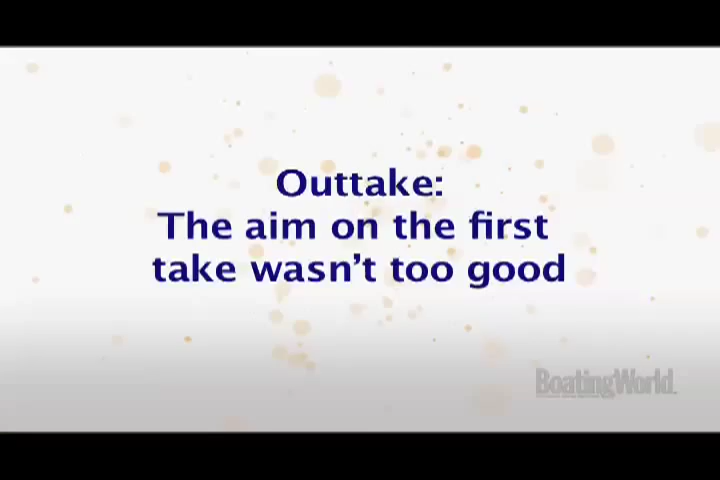 Outtake:
The aim on the first
take wasn't too good
BoatingWorld